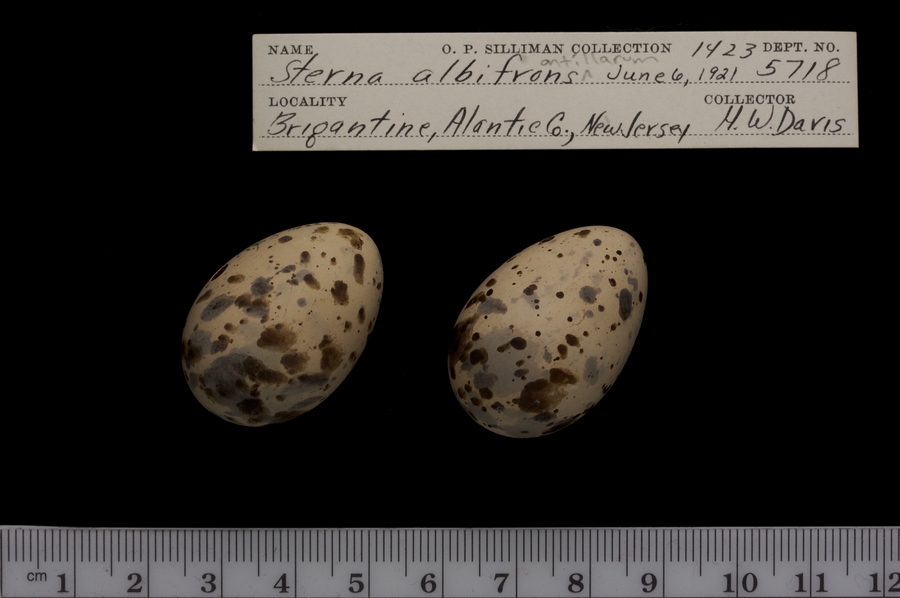 NAME O. P. SILLIMAN COLLECTION 1423 DEPT. NO.
"antillarum
Sterna albifrons ^ June 6, 1921 5718
LOCALITY COLLECTOR
Brigantine, Alantic Co., New Jersey H. W. Davis
cm 1 2 3 4 5 6 7 8 9 10 11 12